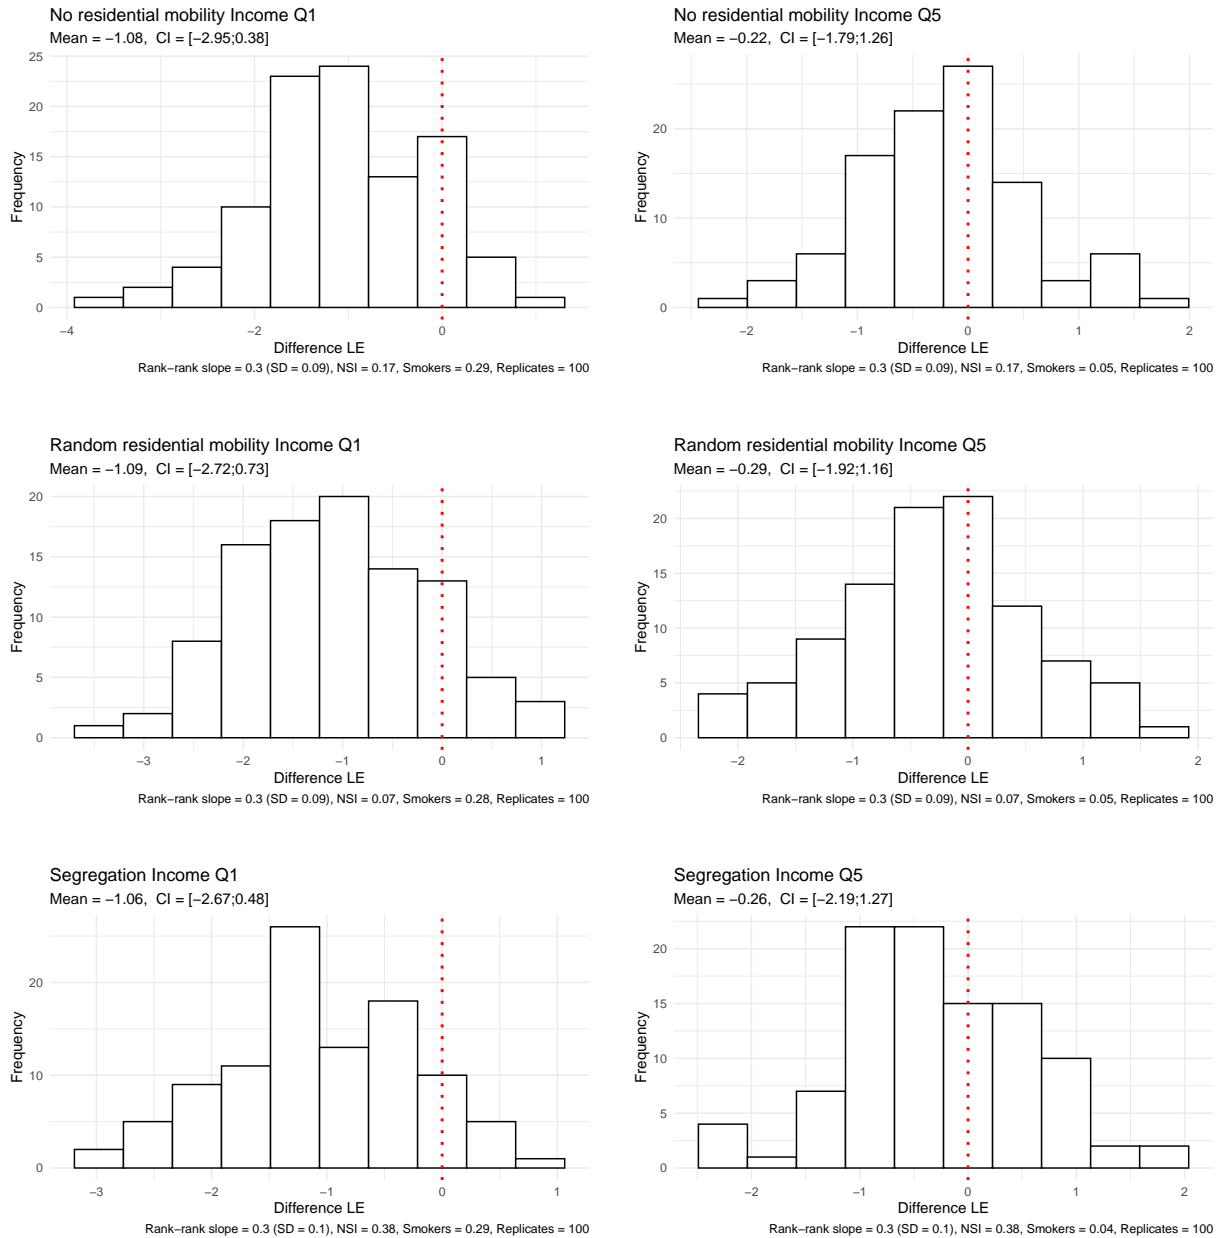 No residential mobility Income Q1
Mean = −1.08,  CI = [−2.95;0.38]
25
20
15
10
5
0
Frequency
−4
−2
0
Difference LE
Rank−rank slope = 0.3 (SD = 0.09), NSI = 0.17, Smokers = 0.29, Replicates = 100
No residential mobility Income Q5
Mean = −0.22,  CI = [−1.79;1.26]
20
10
0
Frequency
−2
−1
0
1
2
Difference LE
Rank−rank slope = 0.3 (SD = 0.09), NSI = 0.17, Smokers = 0.05, Replicates = 100
Random residential mobility Income Q1
Mean = −1.09,  CI = [−2.72;0.73]
20
15
10
5
0
Frequency
−3
−2
−1
0
1
Difference LE
Rank−rank slope = 0.3 (SD = 0.09), NSI = 0.07, Smokers = 0.28, Replicates = 100
Random residential mobility Income Q5
Mean = −0.29,  CI = [−1.92;1.16]
20
15
10
5
0
Frequency
−2
−1
0
1
2
Difference LE
Rank−rank slope = 0.3 (SD = 0.09), NSI = 0.07, Smokers = 0.05, Replicates = 100
Segregation Income Q1
Mean = −1.06,  CI = [−2.67;0.48]
20
10
0
Frequency
−3
−2
−1
0
1
Difference LE
Rank−rank slope = 0.3 (SD = 0.1), NSI = 0.38, Smokers = 0.29, Replicates = 100
Segregation Income Q5
Mean = −0.26,  CI = [−2.19;1.27]
20
15
10
5
0
Frequency
−2
−1
0
1
2
Difference LE
Rank−rank slope = 0.3 (SD = 0.1), NSI = 0.38, Smokers = 0.04, Replicates = 100